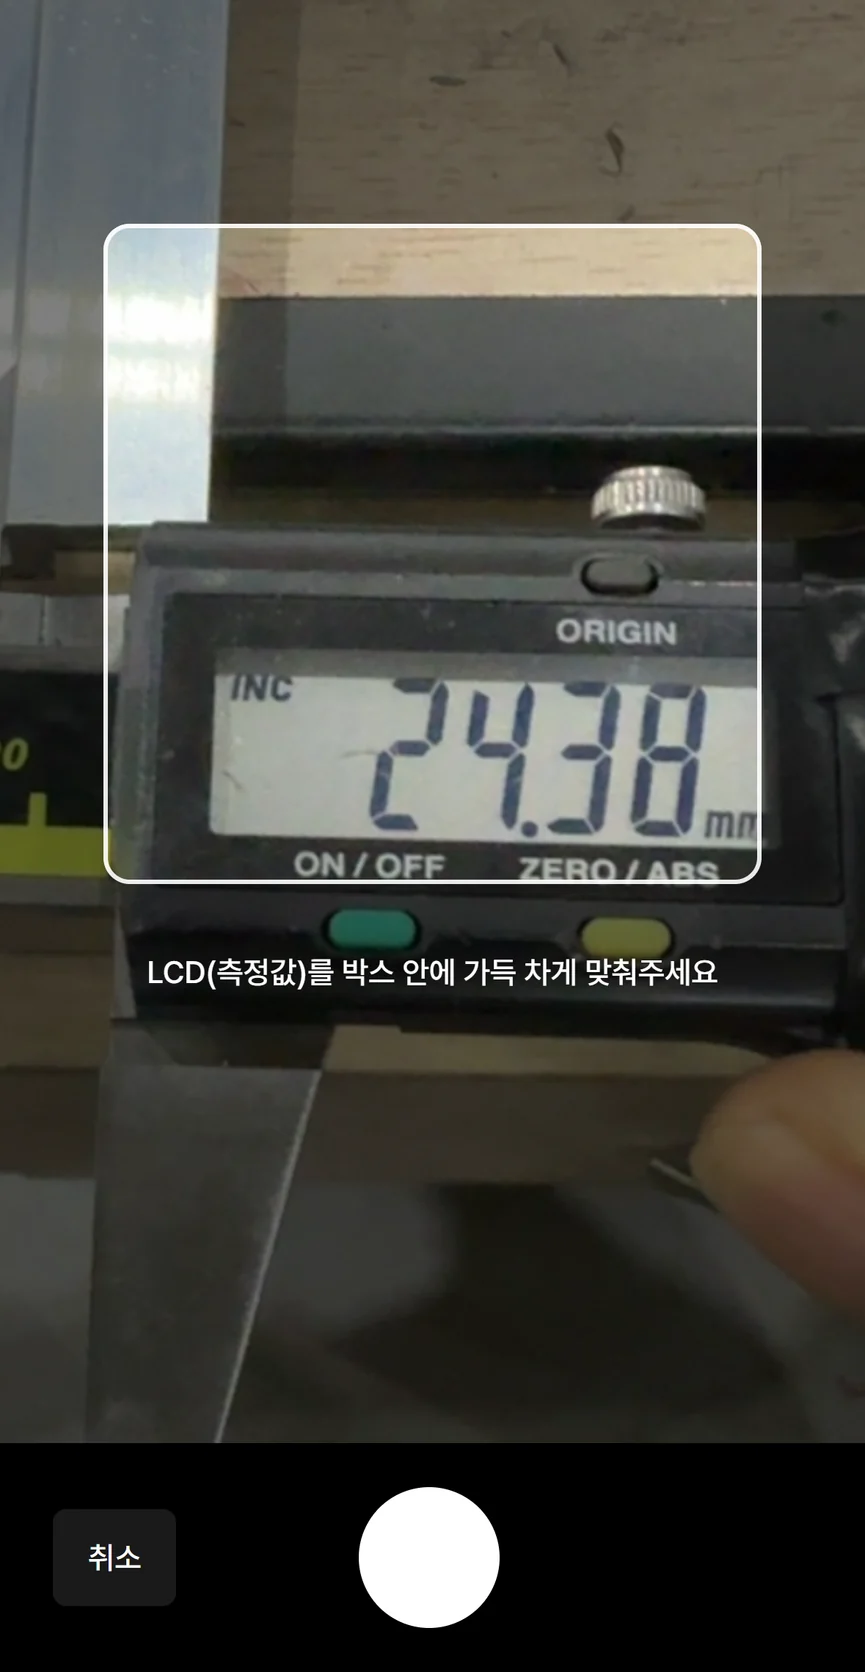 ORIGIN
INC
24.38
mm
ON / OFF
ZERO / ABS
LCD(측정값)를 박스 안에 가득 차게 맞춰주세요
취소